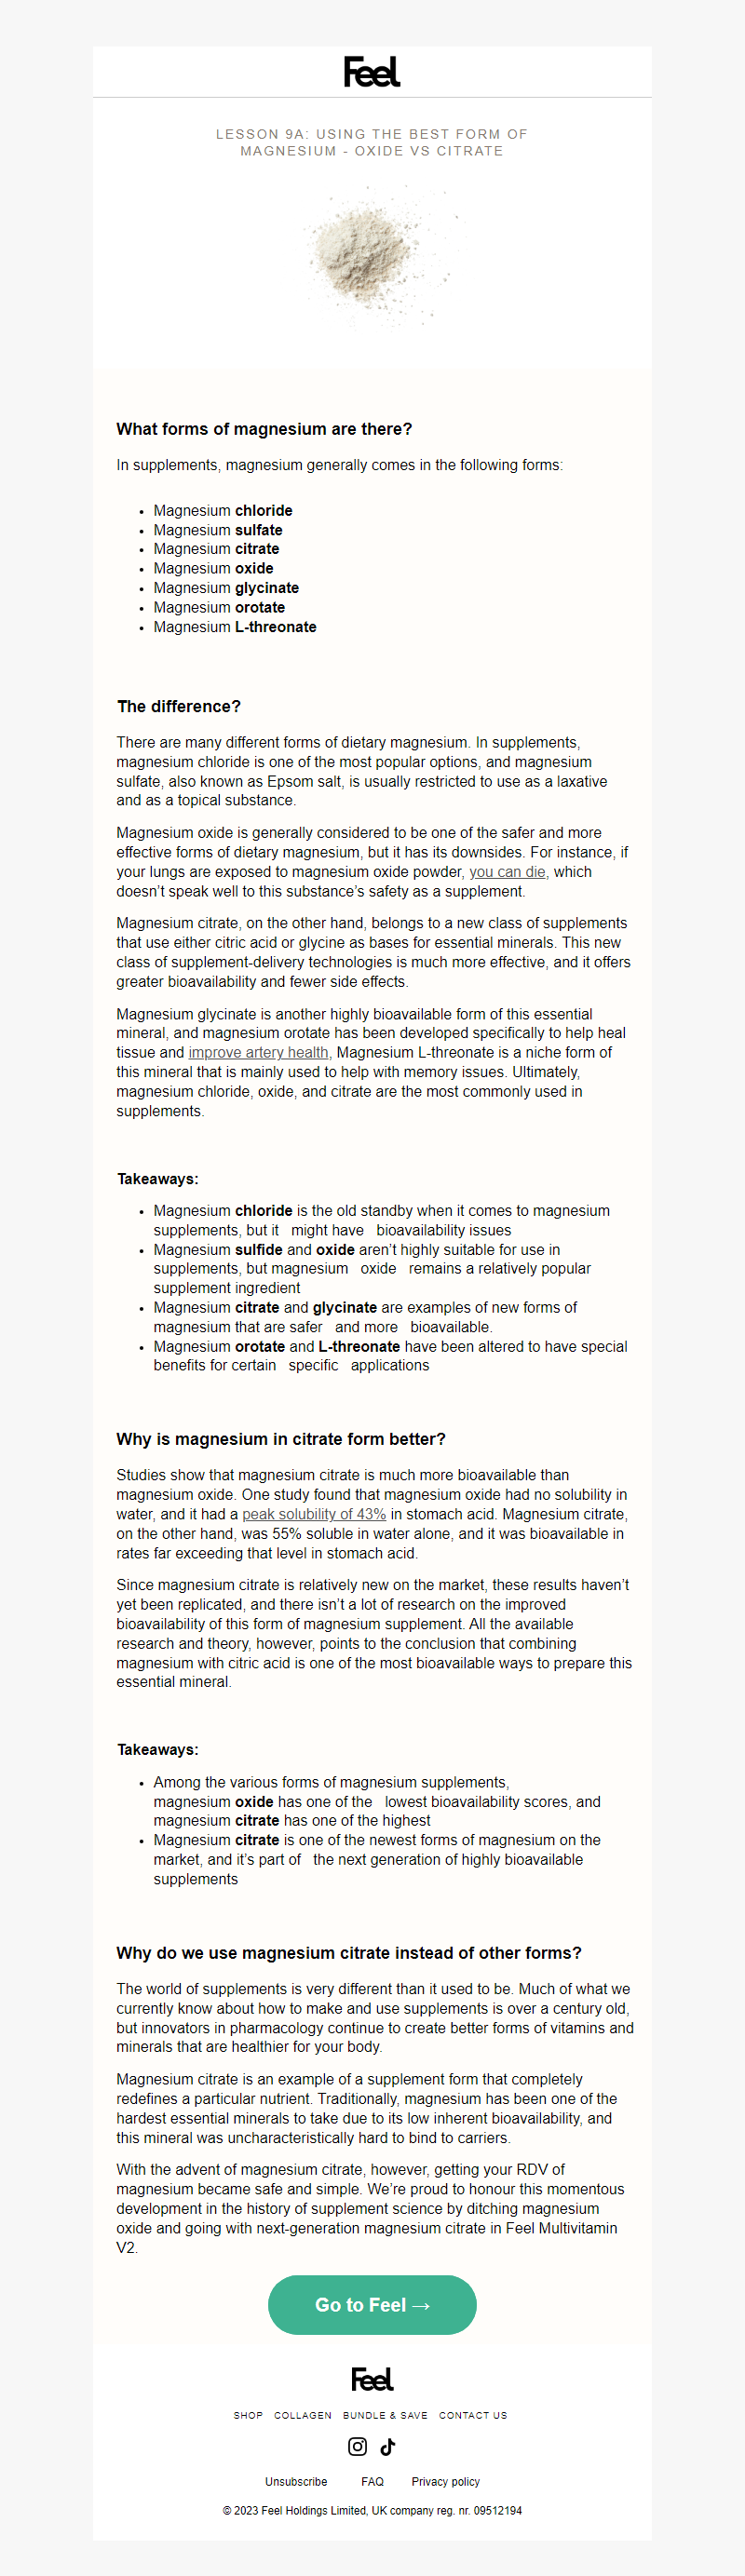 Feel
LESSON 9A: USING THE BEST FORM OF
MAGNESIUM - OXIDE VS CITRATE
What forms of magnesium are there?
In supplements, magnesium generally comes in the following forms:
• Magnesium chloride
• Magnesium sulfate
• Magnesium citrate
• Magnesium oxide
• Magnesium glycinate
• Magnesium orotate
• Magnesium L-threonate
The difference?
There are many different forms of dietary magnesium. In supplements,
magnesium chloride is one of the most popular options, and magnesium
sulfate, also known as Epsom salt, is usually restricted to use as a laxative
and as a topical substance.
Magnesium oxide is generally considered to be one of the safer and more
effective forms of dietary magnesium, but it has its downsides. For instance, if
your lungs are exposed to magnesium oxide powder, you can die, which
doesn’t speak well to this substance’s safety as a supplement.
Magnesium citrate, on the other hand, belongs to a new class of supplements
that use either citric acid or glycine as bases for essential minerals. This new
class of supplement-delivery technologies is much more effective, and it offers
greater bioavailability and fewer side effects.
Magnesium glycinate is another highly bioavailable form of this essential
mineral, and magnesium orotate has been developed specifically to help heal
tissue and improve artery health, Magnesium L-threonate is a niche form of
this mineral that is mainly used to help with memory issues. Ultimately,
magnesium chloride, oxide, and citrate are the most commonly used in
supplements.
Takeaways:
• Magnesium chloride is the old standby when it comes to magnesium
supplements, but it might have bioavailability issues
• Magnesium sulfide and oxide aren’t highly suitable for use in
supplements, but magnesium oxide remains a relatively popular
supplement ingredient
• Magnesium citrate and glycinate are examples of new forms of
magnesium that are safer and more bioavailable.
• Magnesium orotate and L-threonate have been altered to have special
benefits for certain specific applications
Why is magnesium in citrate form better?
Studies show that magnesium citrate is much more bioavailable than
magnesium oxide. One study found that magnesium oxide had no solubility in
water, and it had a peak solubility of 43% in stomach acid. Magnesium citrate,
on the other hand, was 55% soluble in water alone, and it was bioavailable in
rates far exceeding that level in stomach acid.
Since magnesium citrate is relatively new on the market, these results haven’t
yet been replicated, and there isn’t a lot of research on the improved
bioavailability of this form of magnesium supplement. All the available
research and theory, however, points to the conclusion that combining
magnesium with citric acid is one of the most bioavailable ways to prepare this
essential mineral.
Takeaways:
• Among the various forms of magnesium supplements,
magnesium oxide has one of the lowest bioavailability scores, and
magnesium citrate has one of the highest
• Magnesium citrate is one of the newest forms of magnesium on the
market, and it’s part of the next generation of highly bioavailable
supplements
Why do we use magnesium citrate instead of other forms?
The world of supplements is very different than it used to be. Much of what we
currently know about how to make and use supplements is over a century old,
but innovators in pharmacology continue to create better forms of vitamins and
minerals that are healthier for your body.
Magnesium citrate is an example of a supplement form that completely
redefines a particular nutrient. Traditionally, magnesium has been one of the
hardest essential minerals to take due to its low inherent bioavailability, and
this mineral was uncharacteristically hard to bind to carriers.
With the advent of magnesium citrate, however, getting your RDV of
magnesium became safe and simple. We’re proud to honour this momentous
development in the history of supplement science by ditching magnesium
oxide and going with next-generation magnesium citrate in Feel Multivitamin
V2.
Go to Feel →
Feel
SHOP COLLAGEN BUNDLE & SAVE CONTACT US
Unsubscribe FAQ Privacy policy
© 2023 Feel Holdings Limited, UK company reg. nr. 09512194